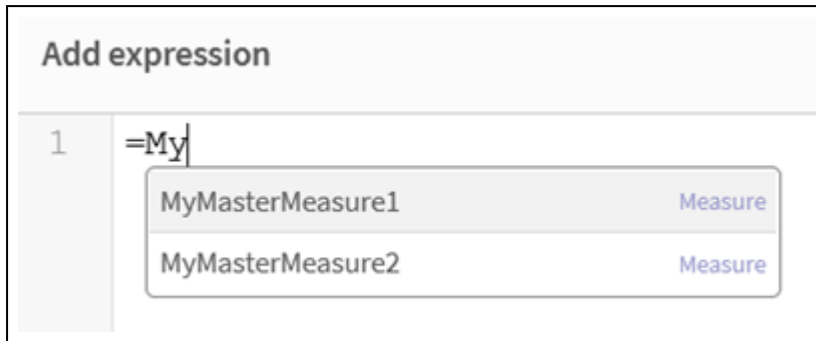 Add expression
1 =My
MyMasterMeasure1 Measure
MyMasterMeasure2 Measure